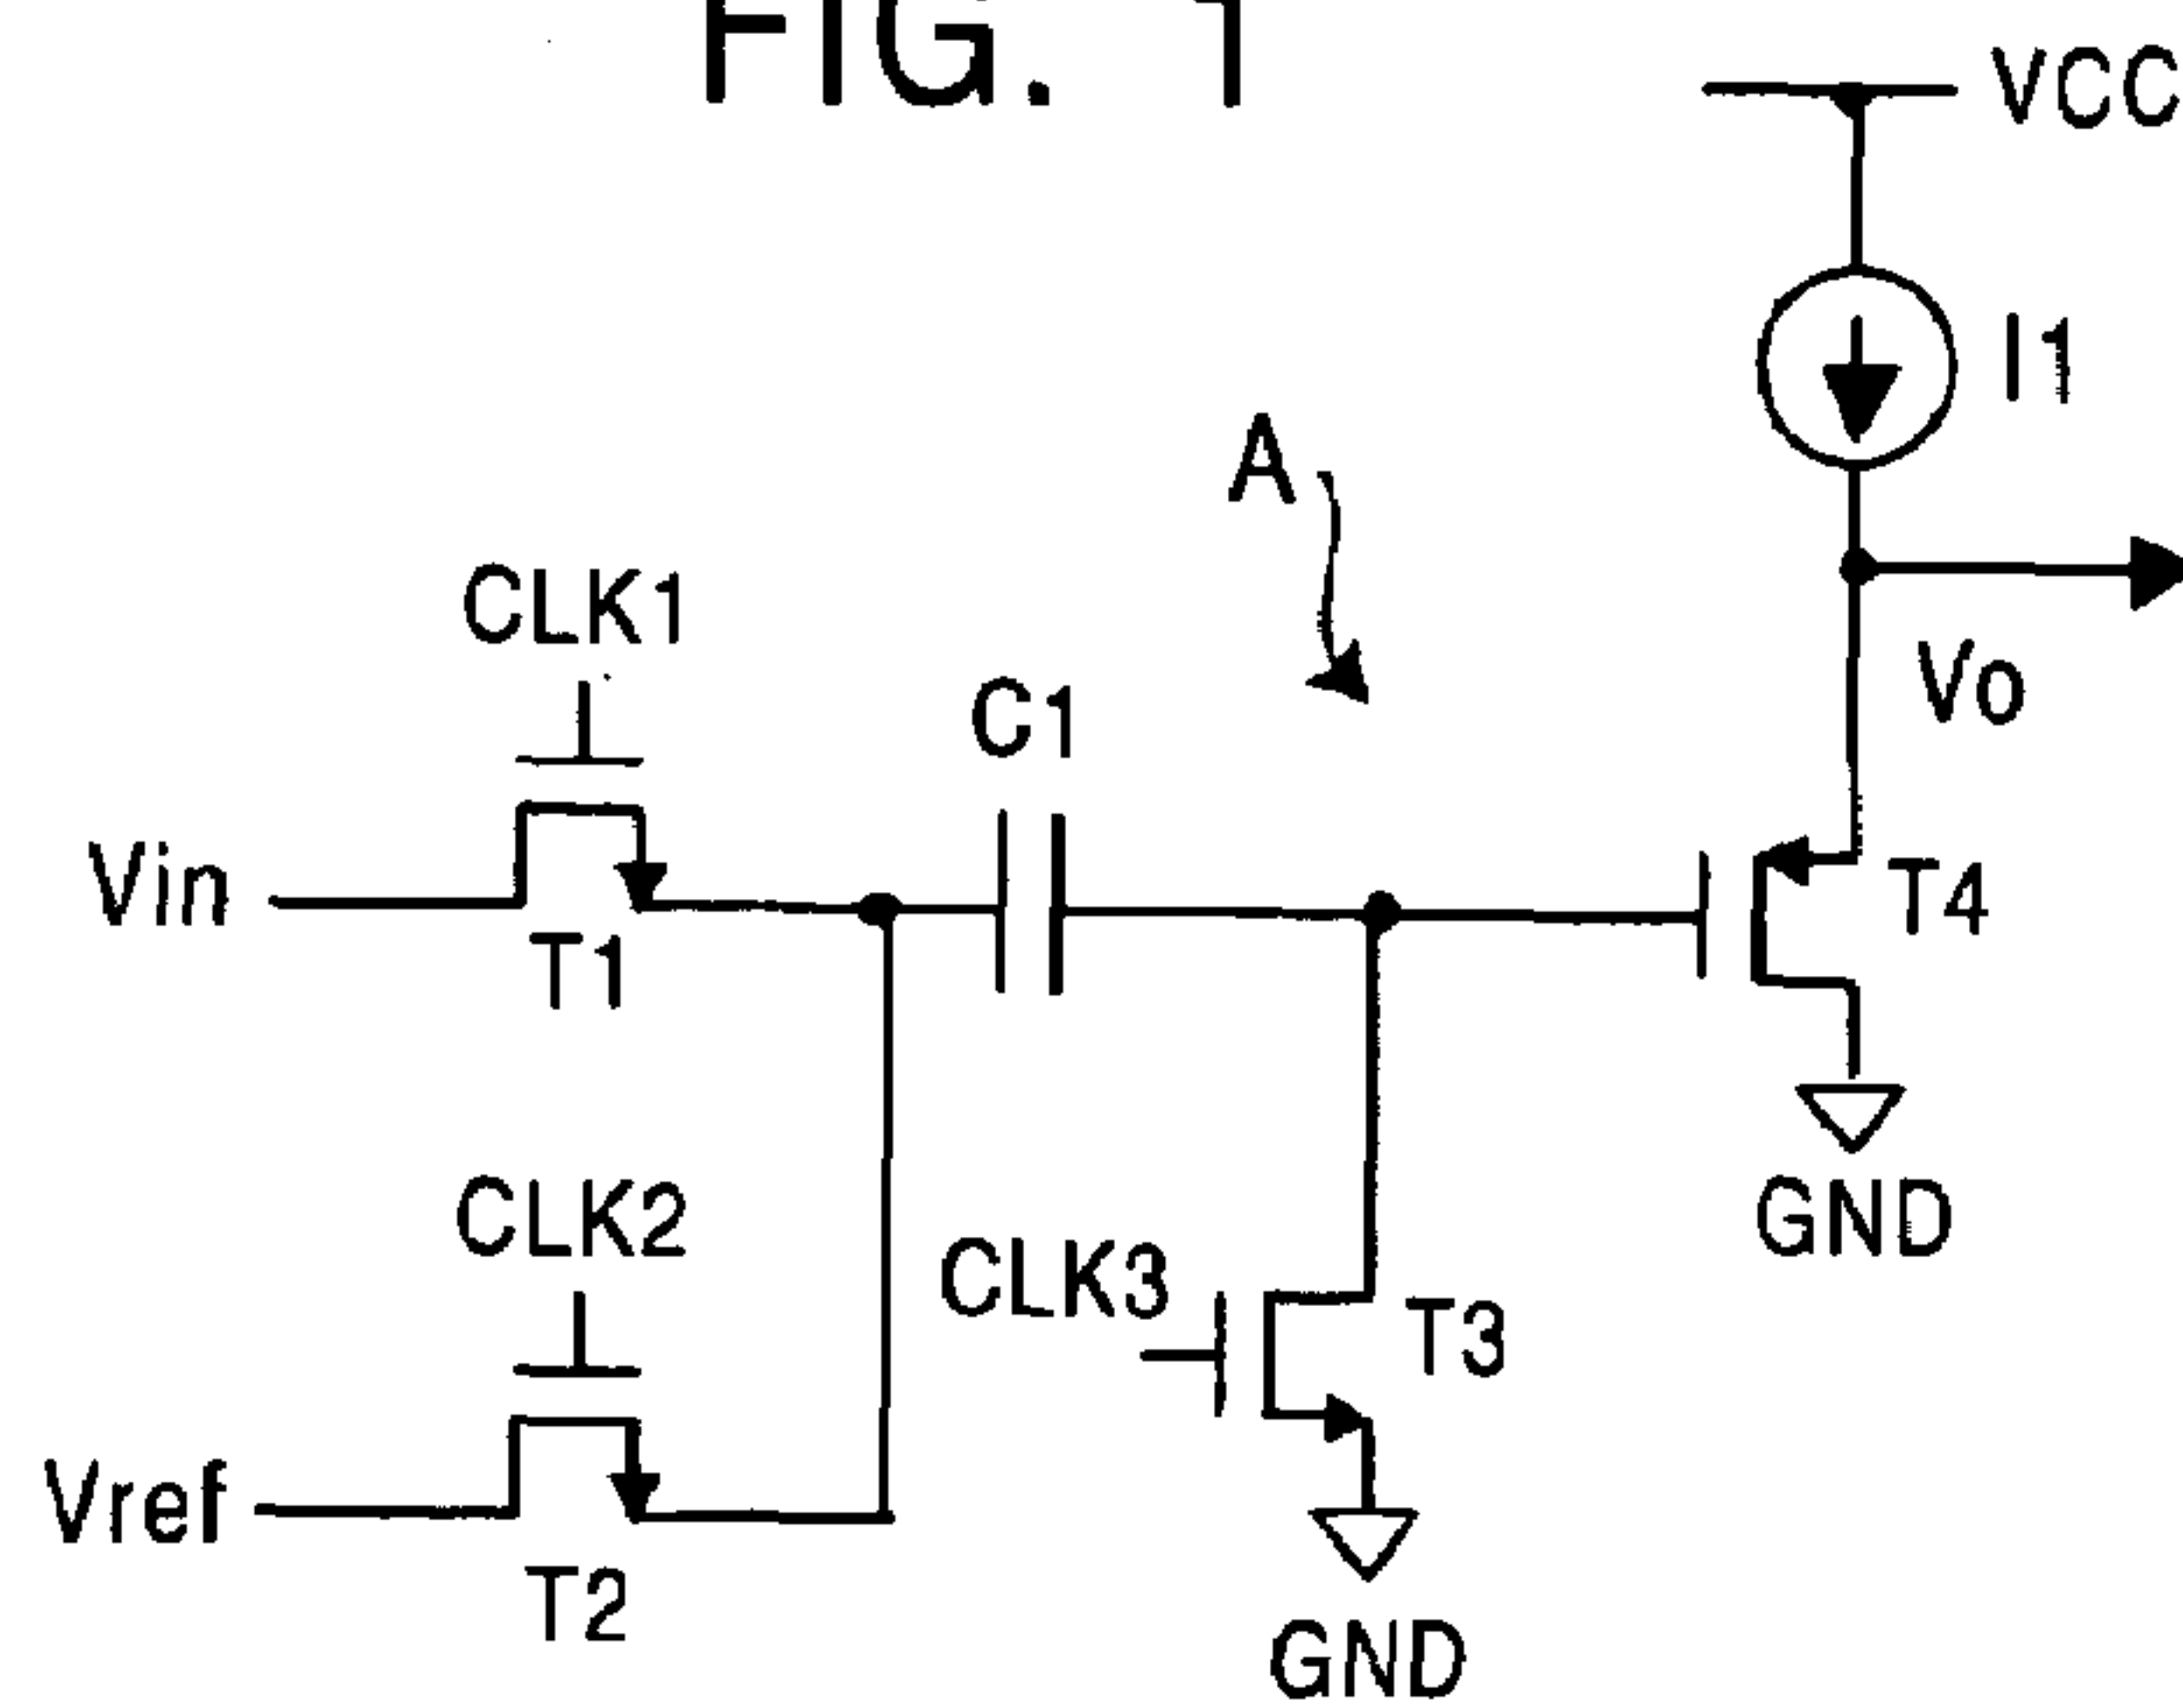 FIG. 1
VCC
I1
A
CLK1
Vo
C1
Vin
T4
T1
CLK2
GND
CLK3
T3
Vref
T2
GND